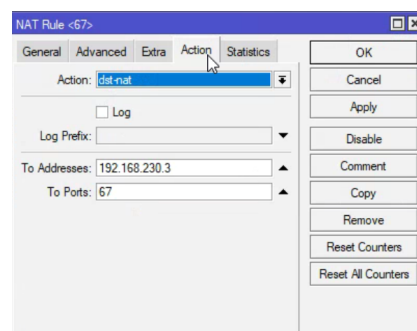 NAT Rule <67>
General Advanced Extra Action Statistics
Action: dst-nat
Log
Log Prefix:
To Addresses: 192.168.230.3
To Ports: 67
OK
Cancel
Apply
Disable
Comment
Copy
Remove
Reset Counters
Reset All Counters